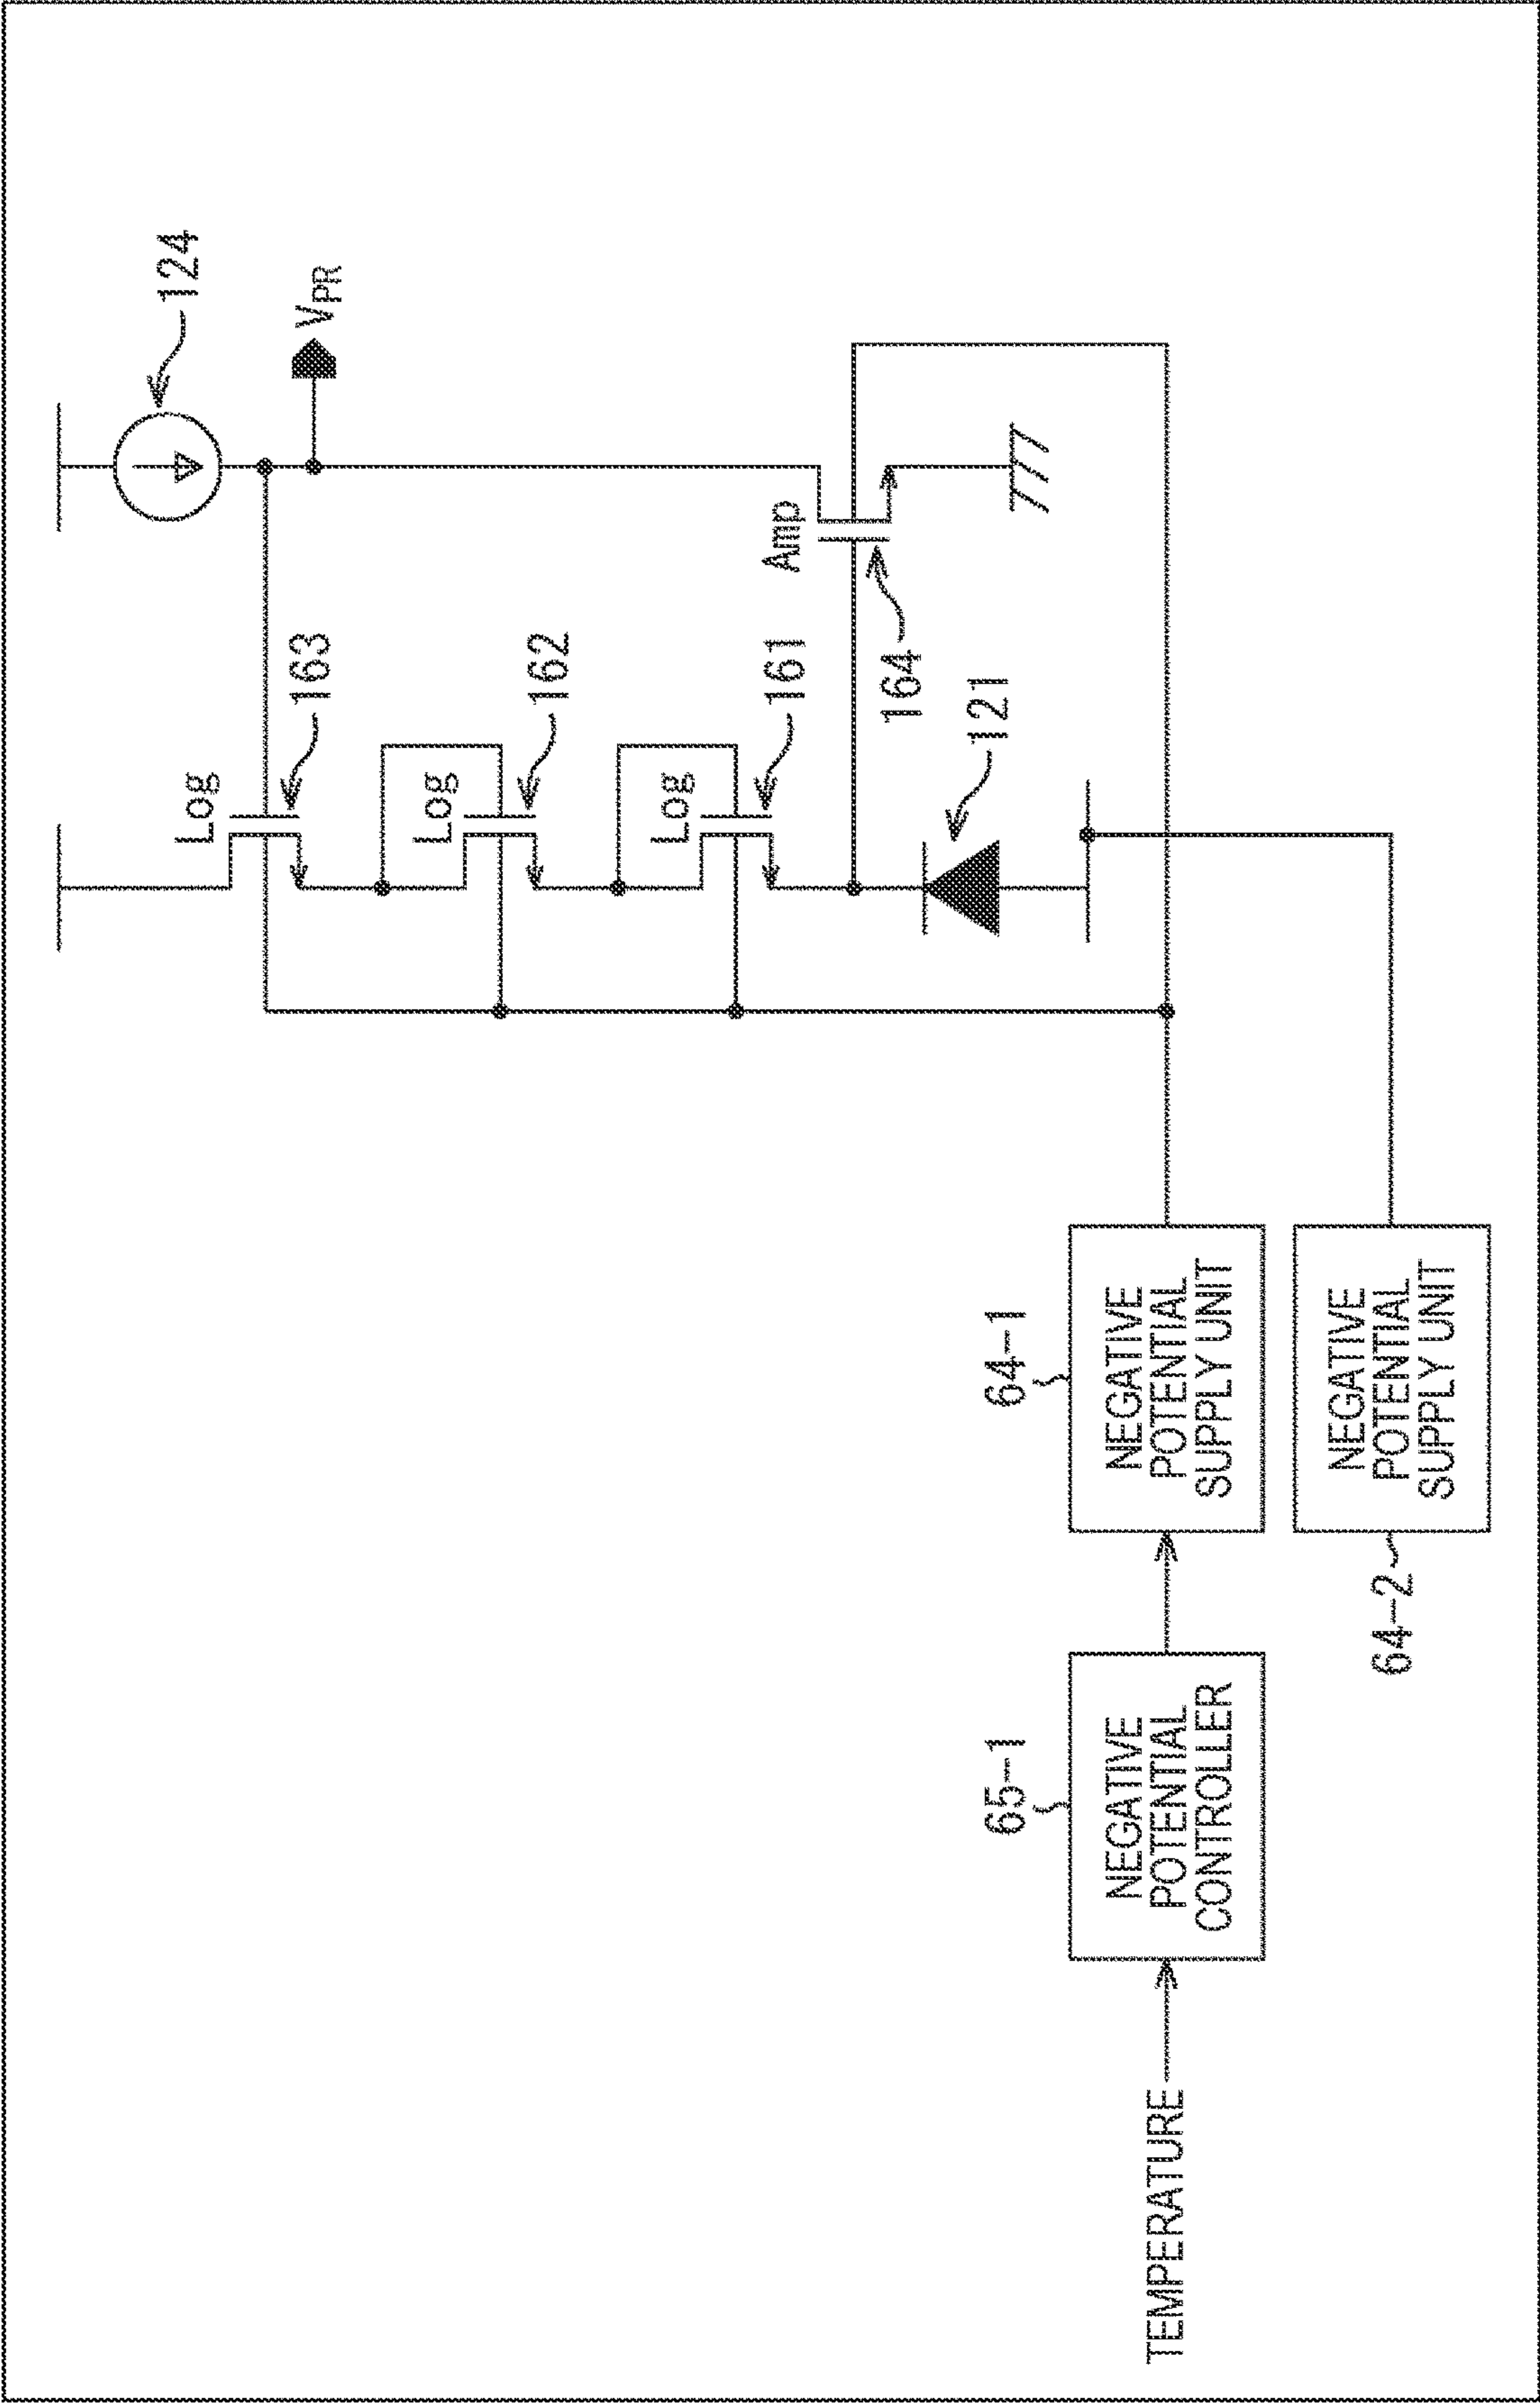 124
V_PR
Log
163
Log
162
Log
161
Amp
164
121
64-1
NEGATIVE
POTENTIAL
SUPPLY UNIT
NEGATIVE
POTENTIAL
SUPPLY UNIT
64-2
65-1
NEGATIVE
POTENTIAL
CONTROLLER
TEMPERATURE